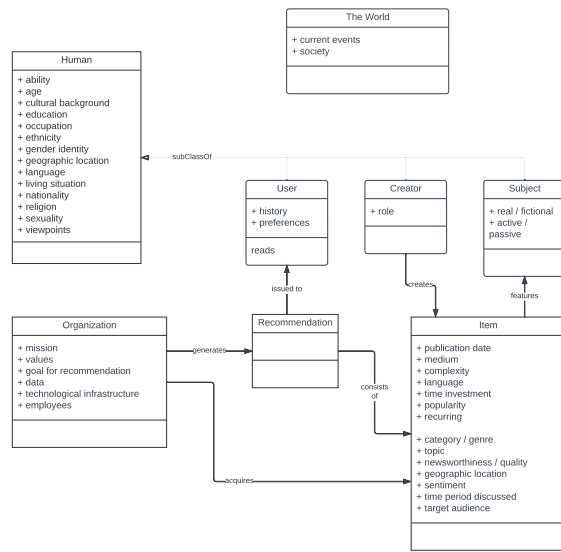 The World
+ current events
+ society
Human
+ ability
+ age
+ cultural background
+ education
+ occupation
+ ethnicity
+ gender identity
+ geographic location
+ language
+ living situation
+ nationality
+ religion
+ sexuality
+ viewpoints
subClassOf
User
+ history
+ preferences
reads
Creator
+ role
Subject
+ real / fictional
+ active /
passive
issued to
creates
features
Organization
+ mission
+ values
+ goal for recommendation
+ data
+ technological infrastructure
+ employees
generates
Recommendation
consists
of
acquires
Item
+ publication date
+ medium
+ complexity
+ language
+ time investment
+ popularity
+ recurring
+ category / genre
+ topic
+ newsworthiness / quality
+ geographic location
+ sentiment
+ time period discussed
+ target audience